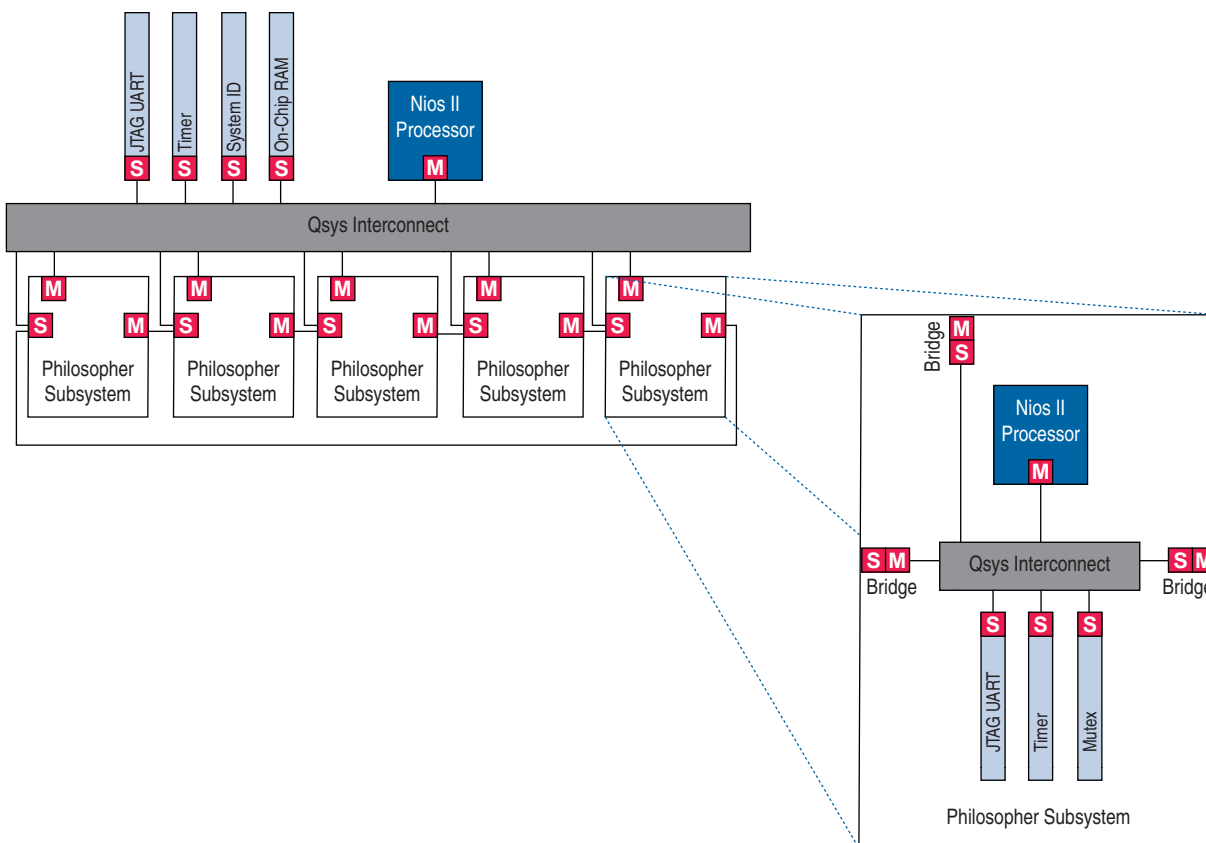 JTAG UART
Timer
System ID
On-Chip RAM
S
S
S
S
Nios II
Processor
M
Qsys Interconnect
M
M
M
M
M
S
M
S
M
S
M
S
M
S
M
Philosopher
Subsystem
Philosopher
Subsystem
Philosopher
Subsystem
Philosopher
Subsystem
Philosopher
Subsystem
Bridge
M
S
Nios II
Processor
M
S M
Bridge
Qsys Interconnect
S M
Bridge
S
S
S
JTAG UART
Timer
Mutex
Philosopher Subsystem